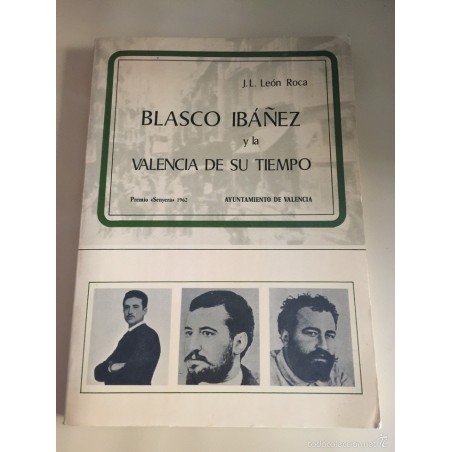 J.L. León Roca
BLASCO IBÁÑEZ
y la
VALENCIA DE SU TIEMPO
Premio «Senyera» 1962 AYUNTAMIENTO DE VALENCIA